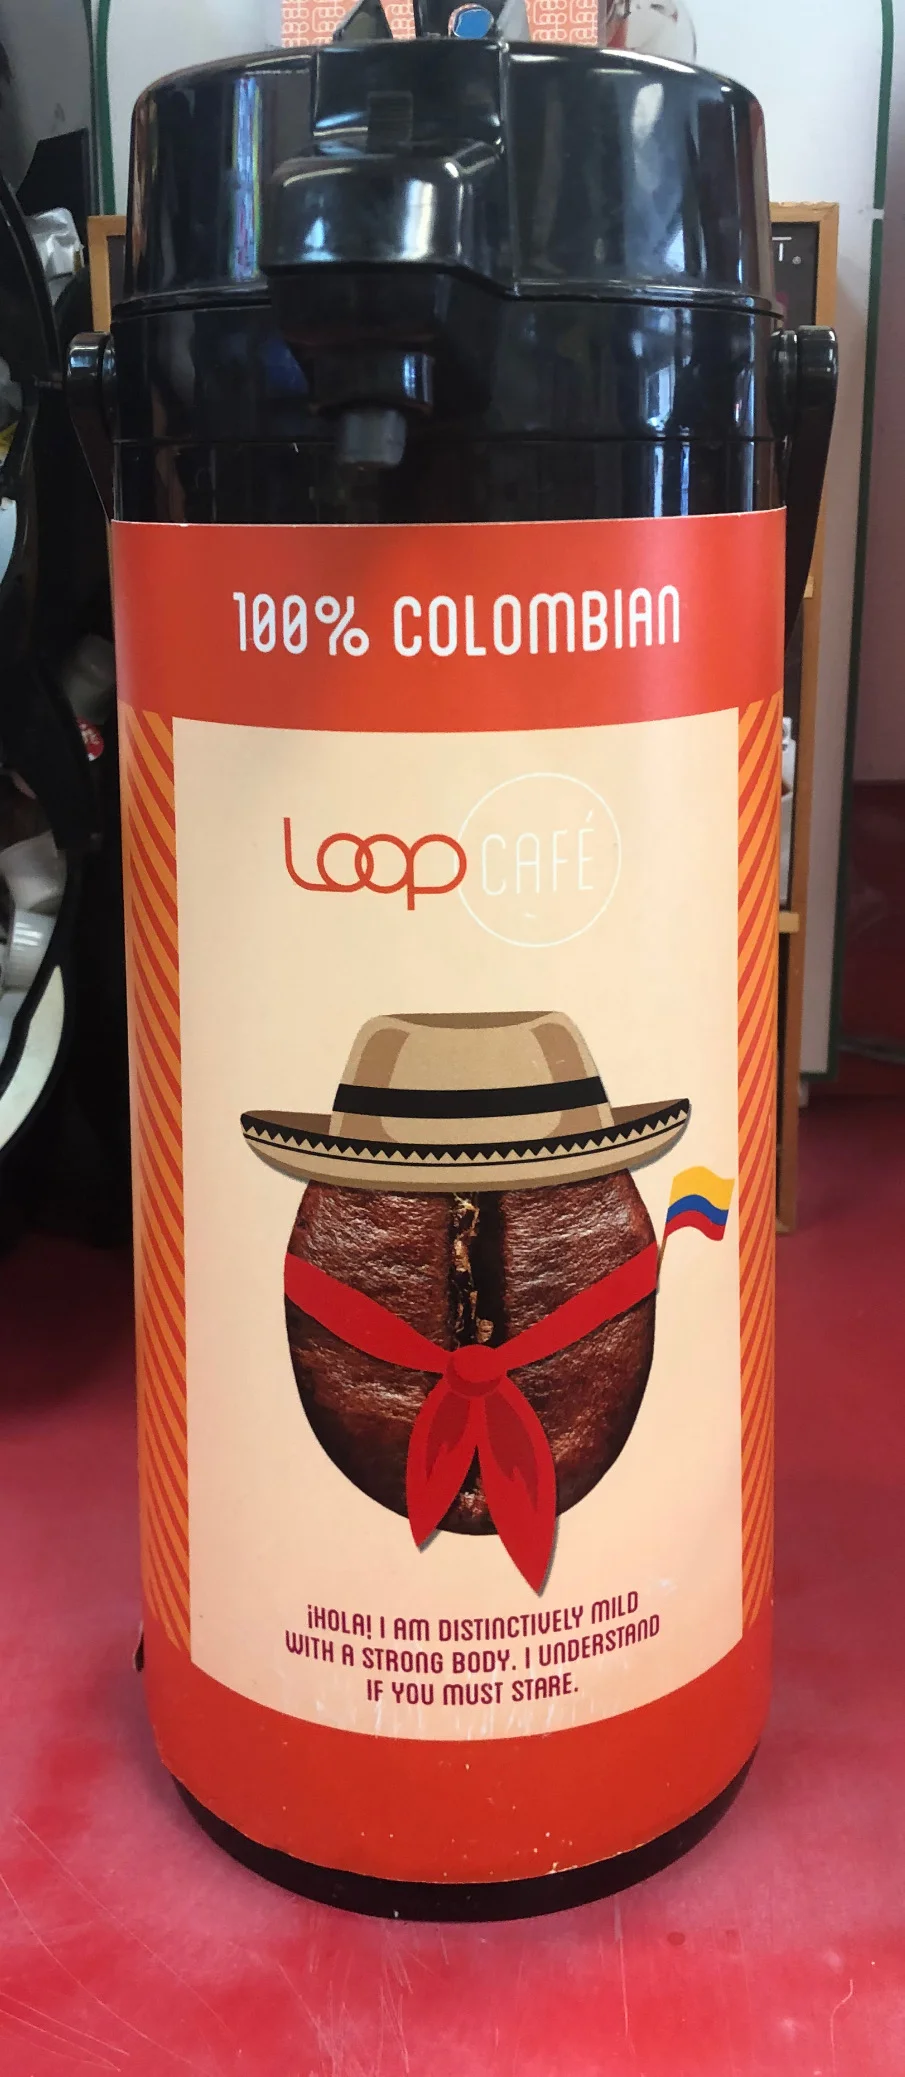 100% COLOMBIAN
Loop CAFÉ
¡HOLA! I AM DISTINCTIVELY MILD
WITH A STRONG BODY. I UNDERSTAND
IF YOU MUST STARE.